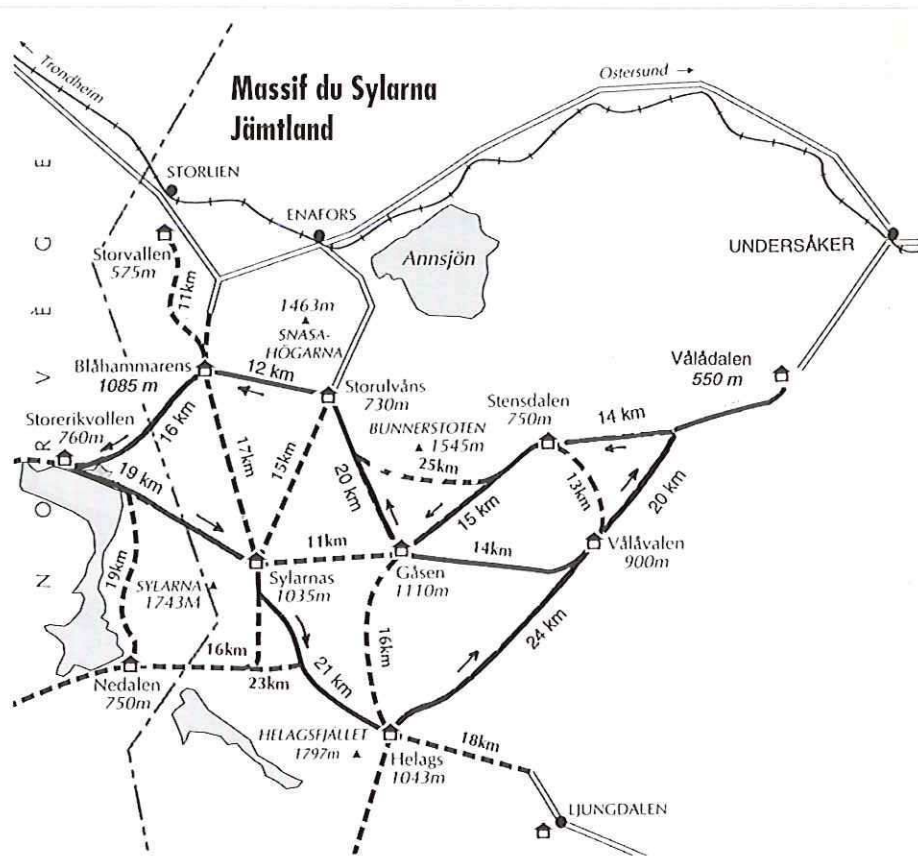 Massif du Sylarna
Jämtland
Trondheim
Ostersund
STORLIEN
ENAFORS
Annsjön
UNDERSÅKER
NORVÉGE
Storvallen
575m
11km
1463m
SNASA-
HÖGARNA
Blåhammarens
1085 m
12 km
Storulvåns
730m
Vålådalen
550 m
Stensdalen
750m
14 km
Storerikvollen
760m
16 km
BUNNERSTOTEN
1545m
25km
17km
15km
20 km
19 km
15 km
13km
20 km
11km
14km
Vålåvalen
900m
Sylarnas
1035m
Gåsen
1110m
19km
SYLARNA
1743M
16km
16km
21 km
24 km
Nedalen
750m
23km
HELAGSFJÄLLET
1797m
Helags
1043m
18km
LJUNGDALEN